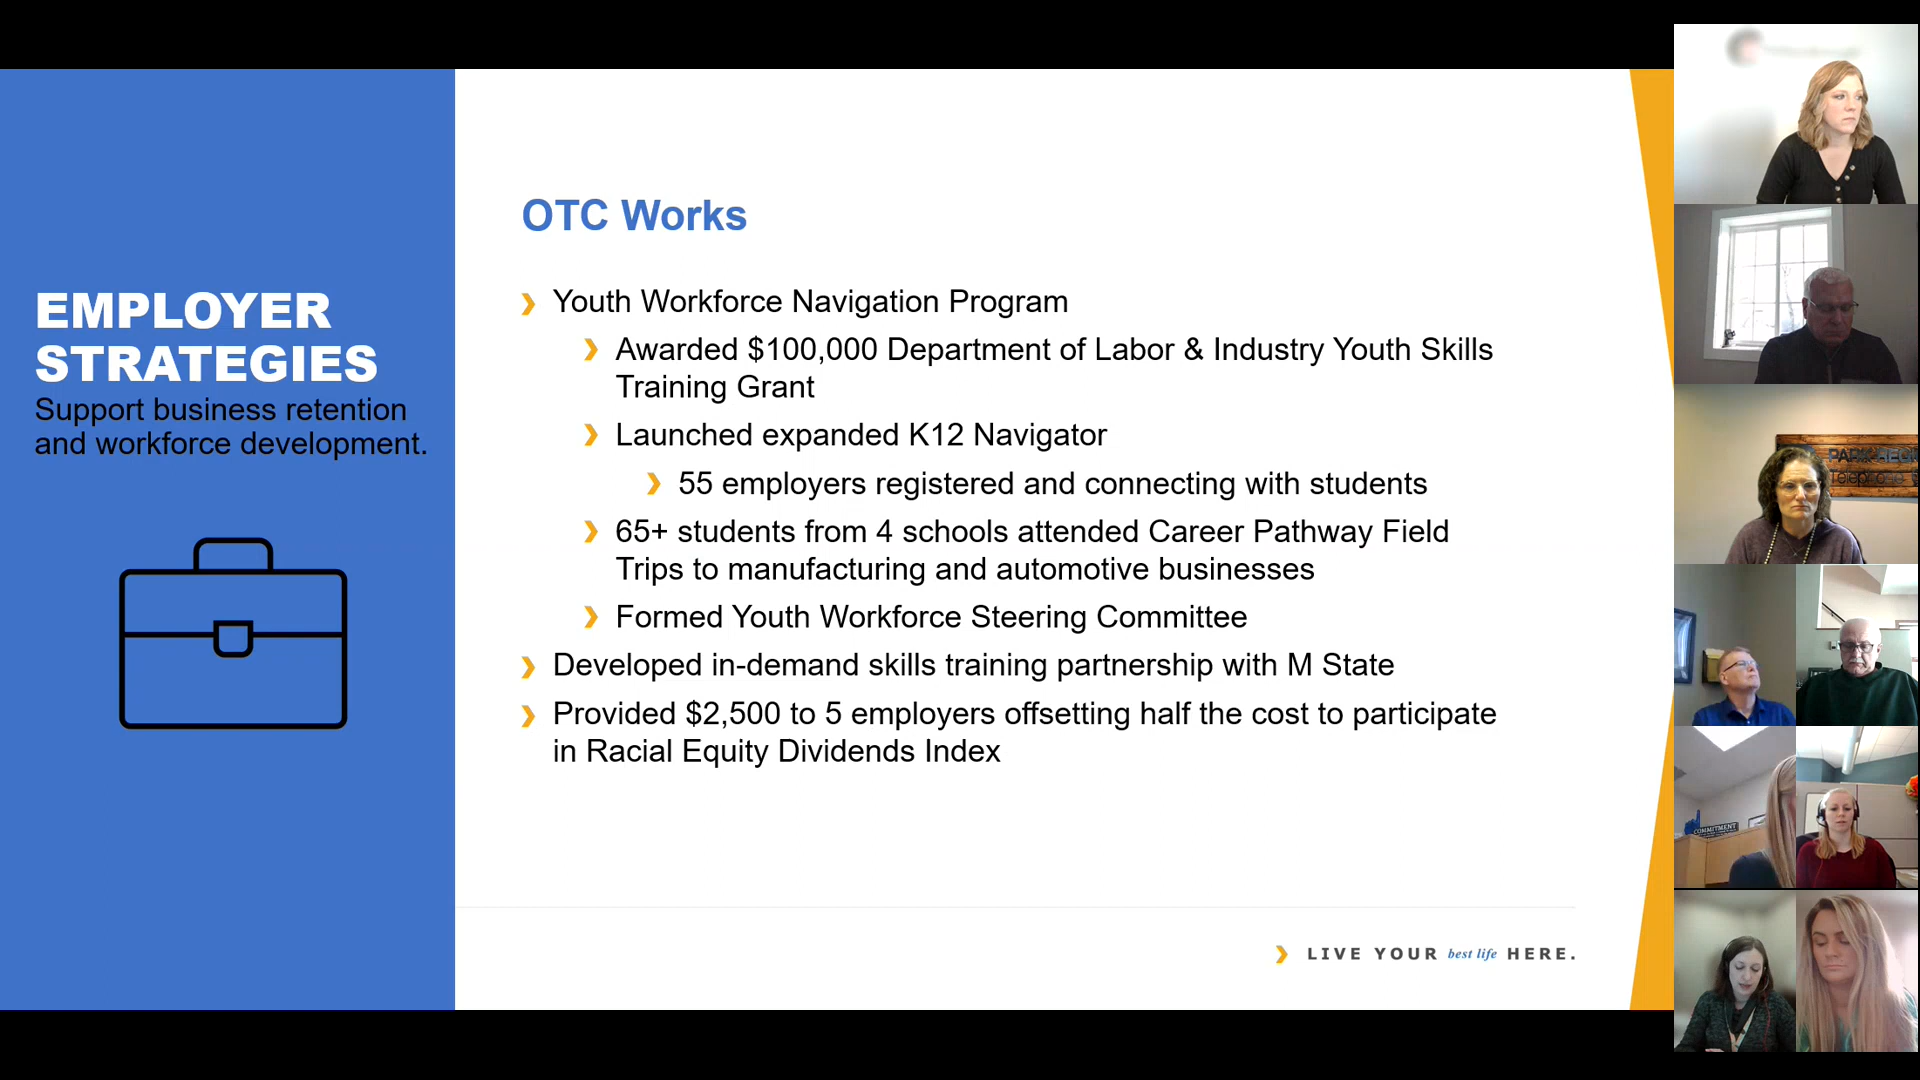 EMPLOYER
STRATEGIES
Support business retention
and workforce development.
OTC Works
Youth Workforce Navigation Program
Awarded $100,000 Department of Labor & Industry Youth Skills
Training Grant
Launched expanded K12 Navigator
55 employers registered and connecting with students
65+ students from 4 schools attended Career Pathway Field
Trips to manufacturing and automotive businesses
Formed Youth Workforce Steering Committee
Developed in-demand skills training partnership with M State
Provided $2,500 to 5 employers offsetting half the cost to participate
in Racial Equity Dividends Index
LIVE YOUR best life HERE.
PARK REGI
Telephone
COMMITMENT